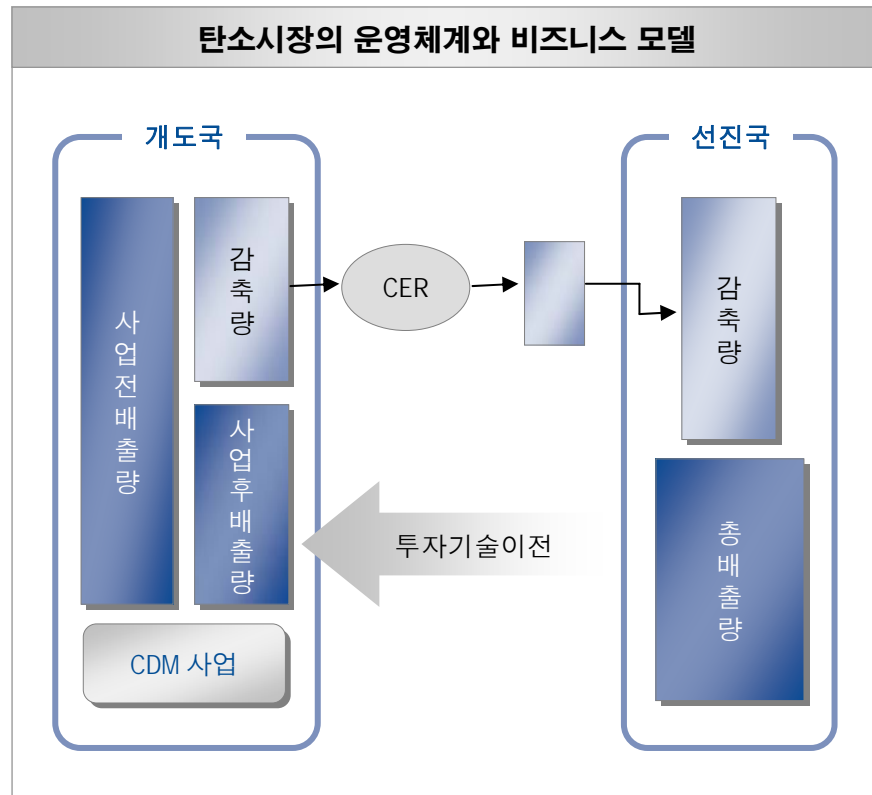 탄소시장의 운영체계와 비즈니스 모델
개도국
선진국
사업전배출량
감축량
CER
감축량
사업후배출량
투자기술이전
총배출량
CDM 사업